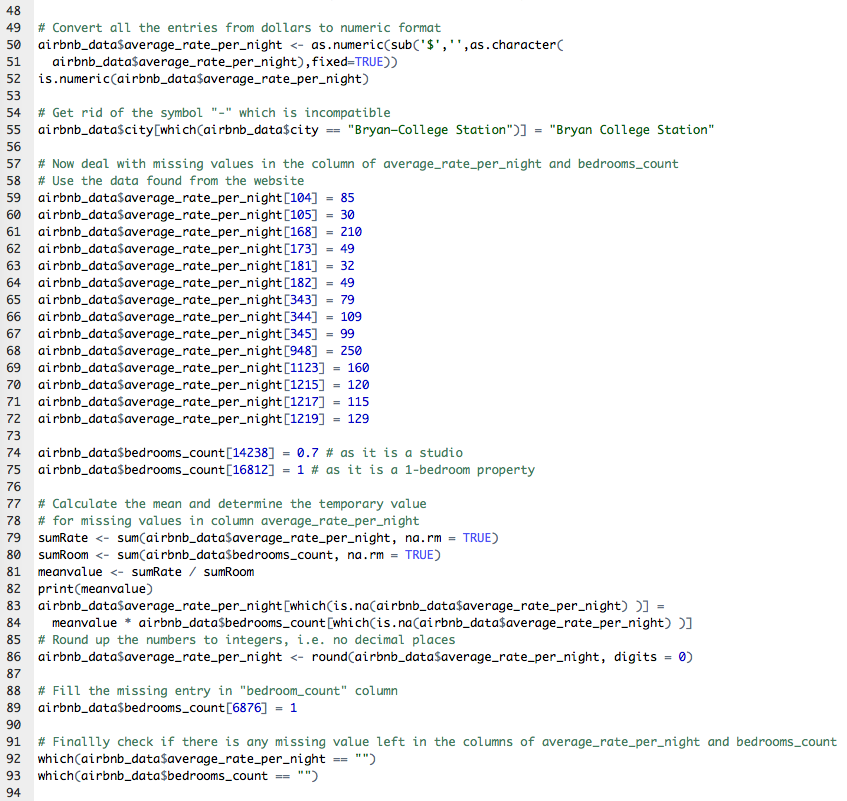 48
49 # Convert all the entries from dollars to numeric format
50 airbnb_data$average_rate_per_night <- as.numeric(sub('$','',as.character(
51   airbnb_data$average_rate_per_night),fixed=TRUE))
52 is.numeric(airbnb_data$average_rate_per_night)
53
54 # Get rid of the symbol "-" which is incompatible
55 airbnb_data$city[which(airbnb_data$city == "Bryan-College Station")] = "Bryan College Station"
56
57 # Now deal with missing values in the column of average_rate_per_night and bedrooms_count
58 # Use the data found from the website
59 airbnb_data$average_rate_per_night[104] = 85
60 airbnb_data$average_rate_per_night[105] = 30
61 airbnb_data$average_rate_per_night[168] = 210
62 airbnb_data$average_rate_per_night[173] = 49
63 airbnb_data$average_rate_per_night[181] = 32
64 airbnb_data$average_rate_per_night[182] = 49
65 airbnb_data$average_rate_per_night[343] = 79
66 airbnb_data$average_rate_per_night[344] = 109
67 airbnb_data$average_rate_per_night[345] = 99
68 airbnb_data$average_rate_per_night[948] = 250
69 airbnb_data$average_rate_per_night[1123] = 160
70 airbnb_data$average_rate_per_night[1215] = 120
71 airbnb_data$average_rate_per_night[1217] = 115
72 airbnb_data$average_rate_per_night[1219] = 129
73
74 airbnb_data$bedrooms_count[14238] = 0.7 # as it is a studio
75 airbnb_data$bedrooms_count[16812] = 1 # as it is a 1-bedroom property
76
77 # Calculate the mean and determine the temporary value
78 # for missing values in column average_rate_per_night
79 sumRate <- sum(airbnb_data$average_rate_per_night, na.rm = TRUE)
80 sumRoom <- sum(airbnb_data$bedrooms_count, na.rm = TRUE)
81 meanvalue <- sumRate / sumRoom
82 print(meanvalue)
83 airbnb_data$average_rate_per_night[which(is.na(airbnb_data$average_rate_per_night) )] =
84   meanvalue * airbnb_data$bedrooms_count[which(is.na(airbnb_data$average_rate_per_night) )]
85 # Round up the numbers to integers, i.e. no decimal places
86 airbnb_data$average_rate_per_night <- round(airbnb_data$average_rate_per_night, digits = 0)
87
88 # Fill the missing entry in "bedroom_count" column
89 airbnb_data$bedrooms_count[6876] = 1
90
91 # Finallly check if there is any missing value left in the columns of average_rate_per_night and bedrooms_count
92 which(airbnb_data$average_rate_per_night == "")
93 which(airbnb_data$bedrooms_count == "")
94